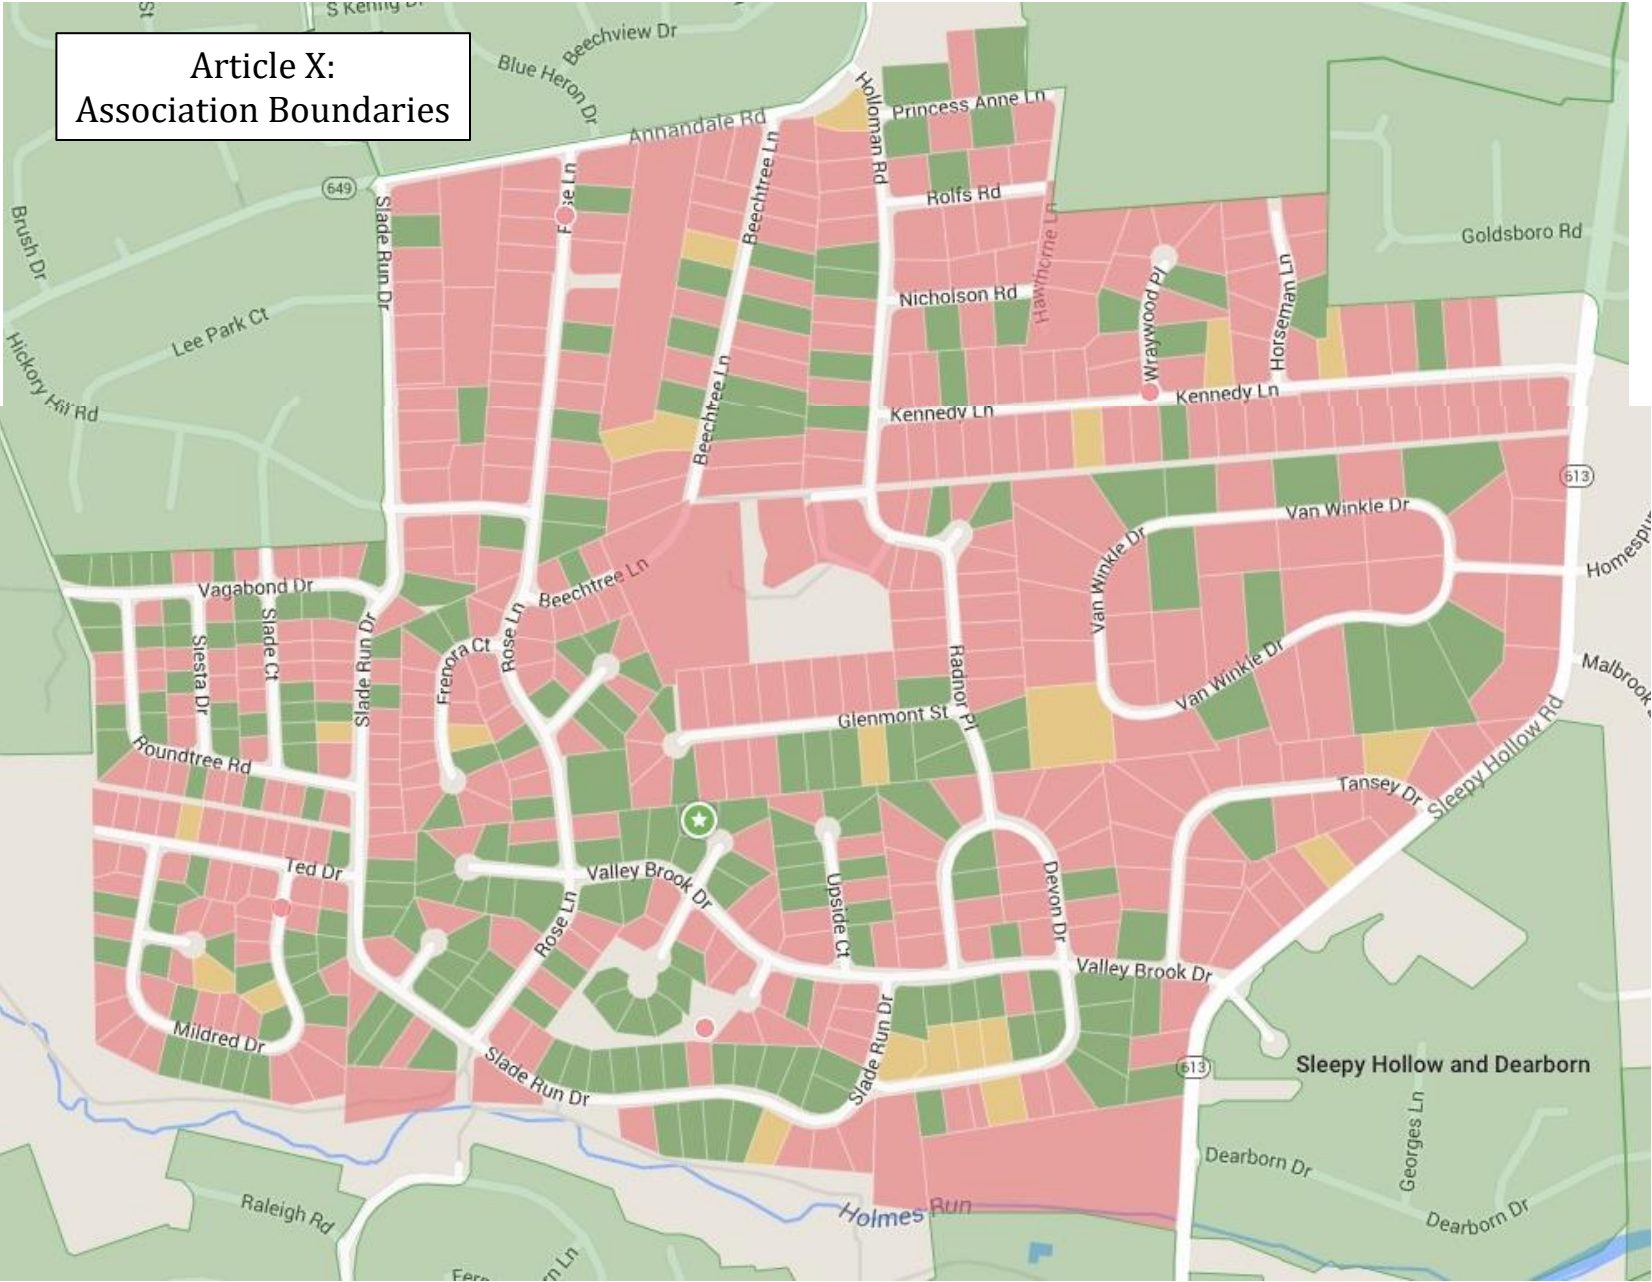 S Kenny Dr
St
Beechview Dr
Article X:
Association Boundaries
Blue Heron Dr
Holloman Rd
Princess Anne Ln
Annandale Rd
649
Beechtree Ln
Rolfs Rd
Slade Run Dr
Brush Dr
Hawthorne Ln
Goldsboro Rd
Wraywood Pl
Horseman Ln
Nicholson Rd
Lee Park Ct
Hickory Hill Rd
Beechtree Ln
Kennedy Ln
Kennedy Ln
613
Van Winkle Dr
Van Winkle Dr
Beechtree Ln
Vagabond Dr
Rose Ln
Slade Ct
Siesta Dr
Slade Run Dr
Frenora Ct
Radnor Pl
Van Winkle Dr
Glenmont St
Roundtree Rd
Tansey Dr
Sleepy Hollow Rd
Ted Dr
Valley Brook Dr
Rose Ln
Upside Ct
Devon Dr
Valley Brook Dr
Mildred Dr
Slade Run Dr
Slade Run Dr
613
Sleepy Hollow and Dearborn
Georges Ln
Dearborn Dr
Dearborn Dr
Raleigh Rd
Holmes Run